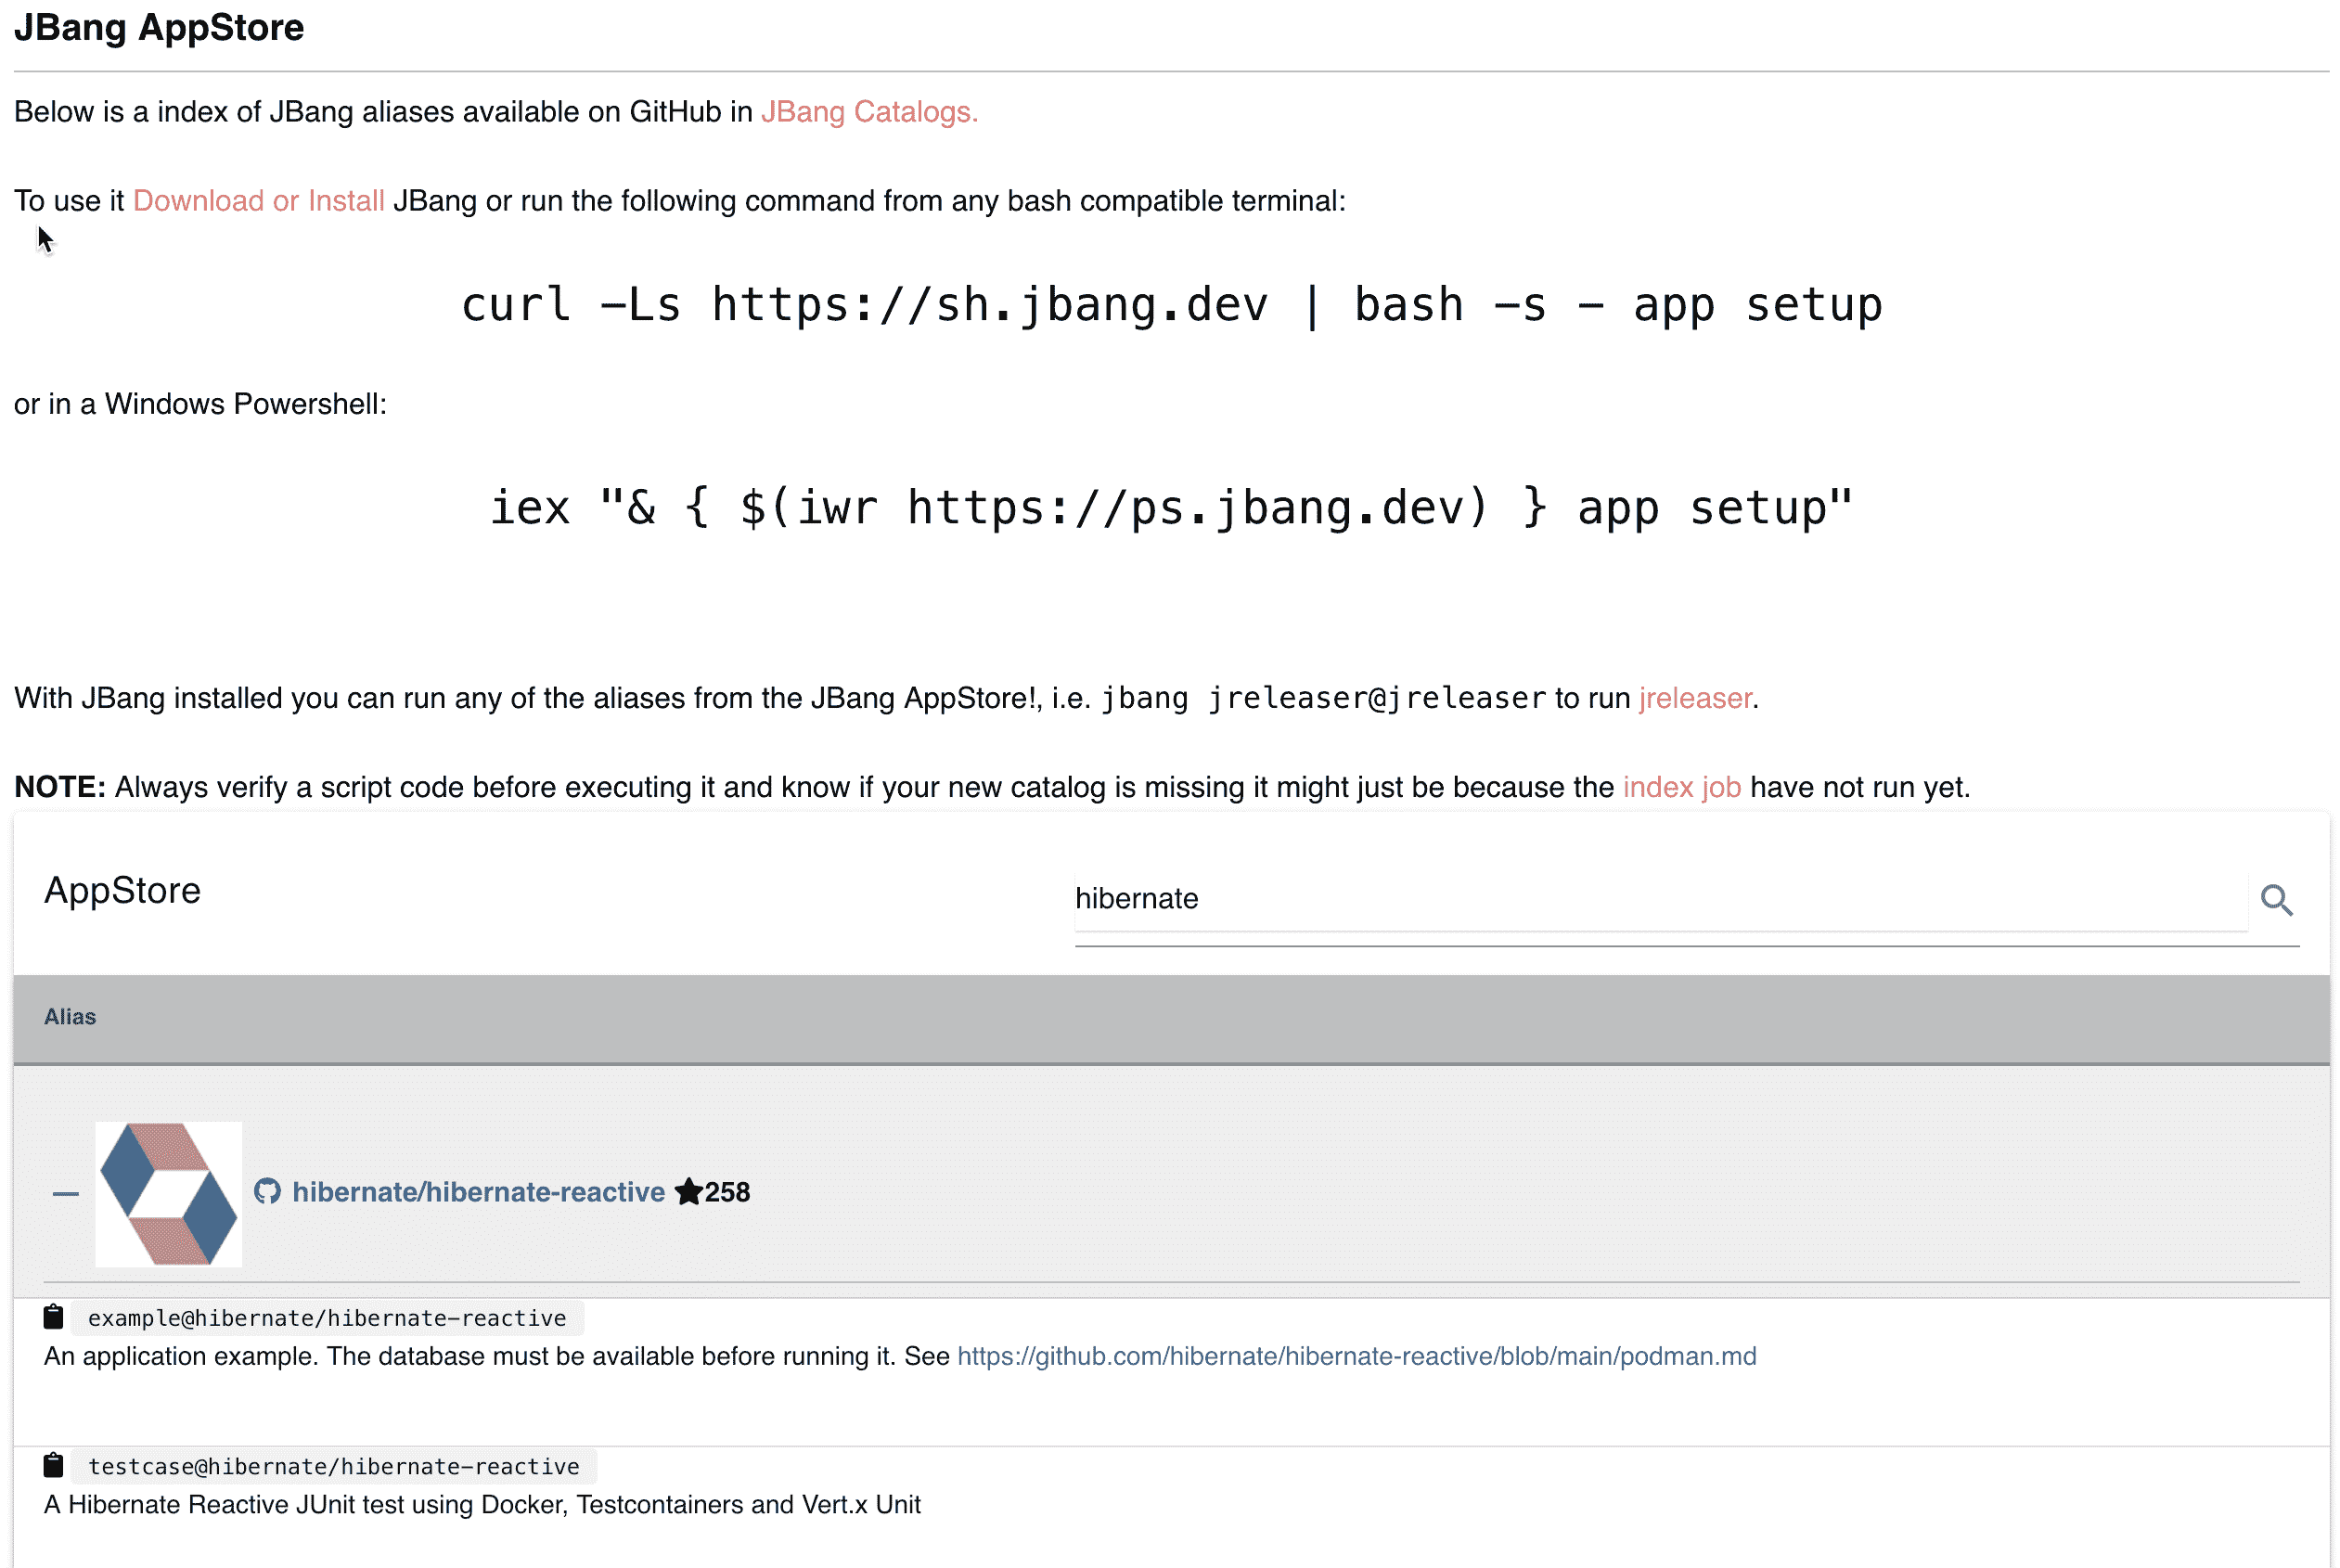 JBang AppStore
Below is a index of JBang aliases available on GitHub in JBang Catalogs.
To use it Download or Install JBang or run the following command from any bash compatible terminal:
curl -Ls https://sh.jbang.dev | bash -s - app setup
or in a Windows Powershell:
iex "& { $(iwr https://ps.jbang.dev) } app setup"
With JBang installed you can run any of the aliases from the JBang AppStore!, i.e. jbang jreleaser@jreleaser to run jreleaser.
NOTE: Always verify a script code before executing it and know if your new catalog is missing it might just be because the index job have not run yet.
AppStore
hibernate
Alias
hibernate/hibernate-reactive ★258
example@hibernate/hibernate-reactive
An application example. The database must be available before running it. See https://github.com/hibernate/hibernate-reactive/blob/main/podman.md
testcase@hibernate/hibernate-reactive
A Hibernate Reactive JUnit test using Docker, Testcontainers and Vert.x Unit